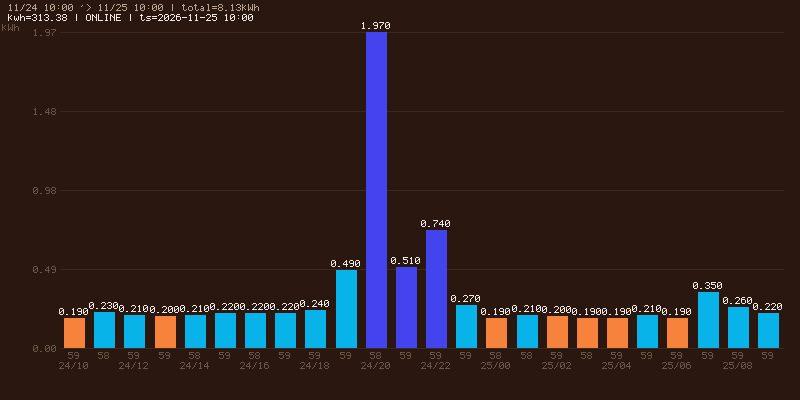 11/24 10:00 -> 11/25 10:00 | total=8.13kWh
Kwh=313.38 | ONLINE | ts=2026-11-25 10:00
kWh
1.97
1.48
0.98
0.49
0.00
0.190 0.230 0.210 0.200 0.210 0.220 0.220 0.220 0.240 0.490 1.970 0.510 0.740 0.270 0.190 0.210 0.200 0.190 0.190 0.210 0.190 0.350 0.260 0.220
59 58 59 59 58 59 58 59 59 59 58 59 59 59 58 58 59 58 59 59 59 59 59 59
24/10 24/12 24/14 24/16 24/18 24/20 24/22 25/00 25/02 25/04 25/06 25/08